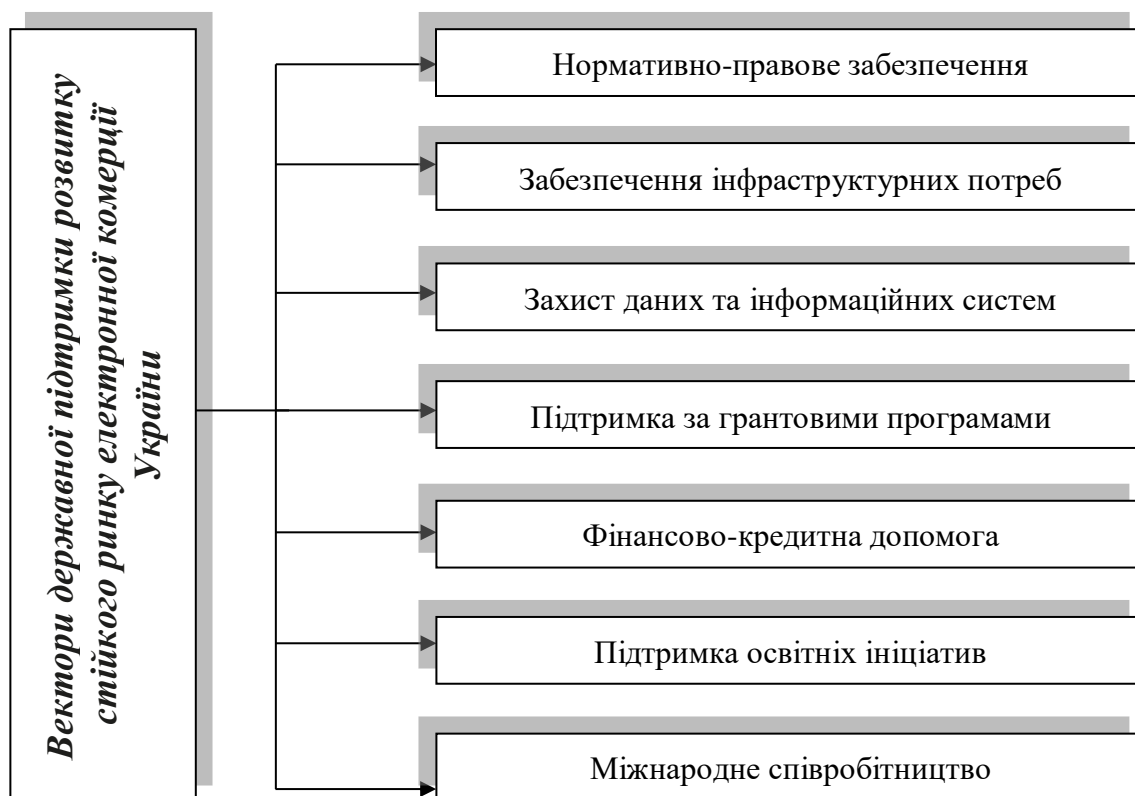 Вектори державної підтримки розвитку
стійкого ринку електронної комерції
України
Нормативно-правове забезпечення
Забезпечення інфраструктурних потреб
Захист даних та інформаційних систем
Підтримка за грантовими програмами
Фінансово-кредитна допомога
Підтримка освітніх ініціатив
Міжнародне співробітництво